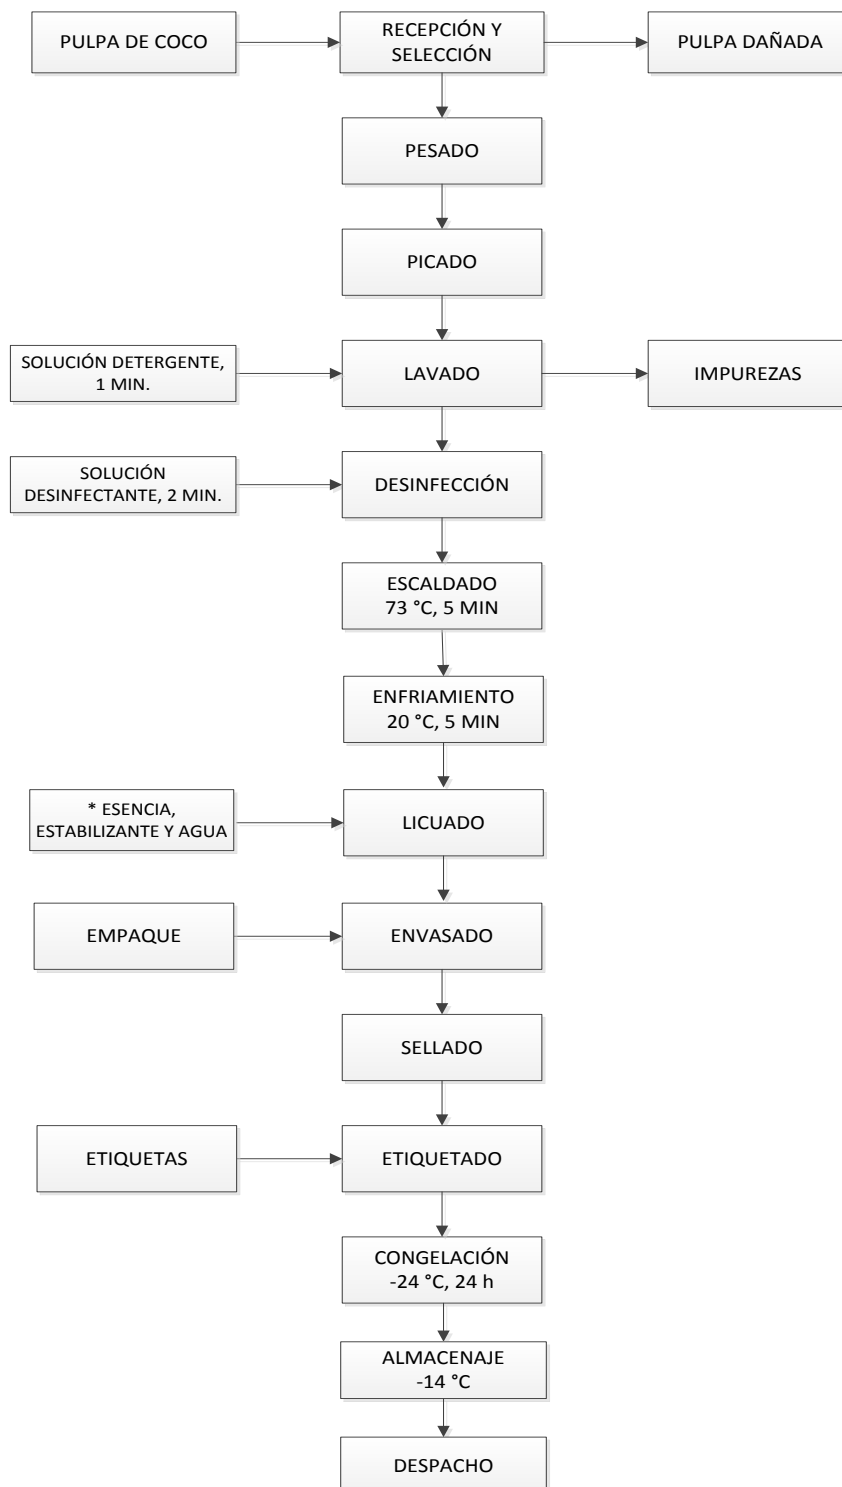 PULPA DE COCO
RECEPCIÓN Y
SELECCIÓN
PULPA DAÑADA
PESADO
PICADO
SOLUCIÓN DETERGENTE,
1 MIN.
LAVADO
IMPUREZAS
SOLUCIÓN
DESINFECTANTE, 2 MIN.
DESINFECCIÓN
ESCALDADO
73 °C, 5 MIN
ENFRIAMIENTO
20 °C, 5 MIN
* ESENCIA,
ESTABILIZANTE Y AGUA
LICUADO
EMPAQUE
ENVASADO
SELLADO
ETIQUETAS
ETIQUETADO
CONGELACIÓN
-24 °C, 24 h
ALMACENAJE
-14 °C
DESPACHO